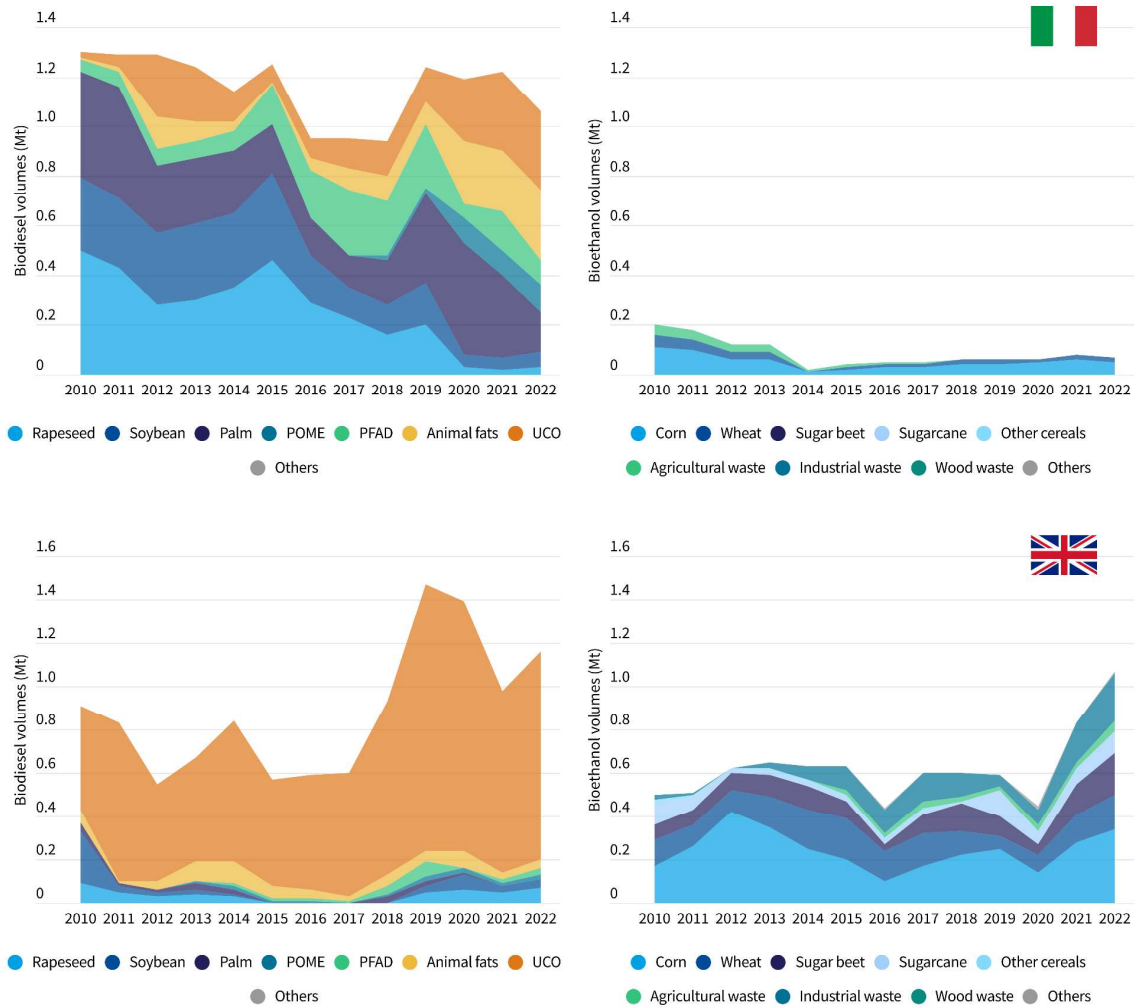 1.4
1.2
1.0
0.8
0.6
0.4
0.2
0
Biodiesel volumes (Mt)
2010 2011 2012 2013 2014 2015 2016 2017 2018 2019 2020 2021 2022
Rapeseed Soybean Palm POME PFAD Animal fats UCO
Others
1.4
1.2
1.0
0.8
0.6
0.4
0.2
0
Bioethanol volumes (Mt)
2010 2011 2012 2013 2014 2015 2016 2017 2018 2019 2020 2021 2022
Corn Wheat Sugar beet Sugarcane Other cereals
Agricultural waste Industrial waste Wood waste Others
1.6
1.4
1.2
1.0
0.8
0.6
0.4
0.2
0
Biodiesel volumes (Mt)
2010 2011 2012 2013 2014 2015 2016 2017 2018 2019 2020 2021 2022
Rapeseed Soybean Palm POME PFAD Animal fats UCO
Others
1.6
1.4
1.2
1.0
0.8
0.6
0.4
0.2
0
Bioethanol volumes (Mt)
2010 2011 2012 2013 2014 2015 2016 2017 2018 2019 2020 2021 2022
Corn Wheat Sugar beet Sugarcane Other cereals
Agricultural waste Industrial waste Wood waste Others